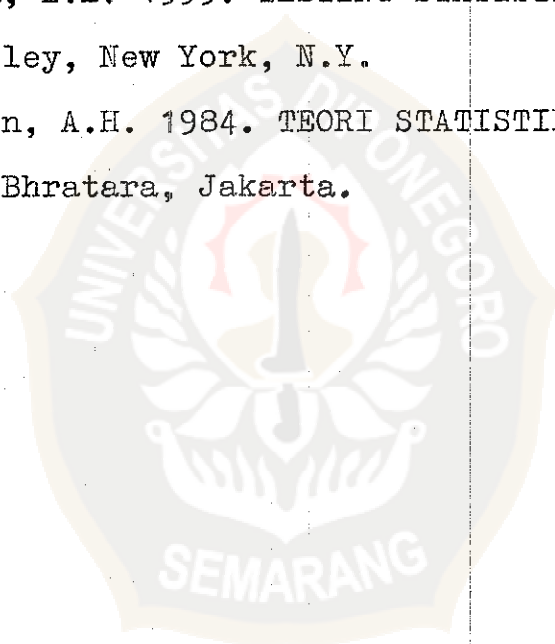 ley, New York, N.Y.
n, A.H. 1984. TEORI STATISTI
Bhratara, Jakarta.
UNIVERSITAS DIPONEGORO
SEMARANG